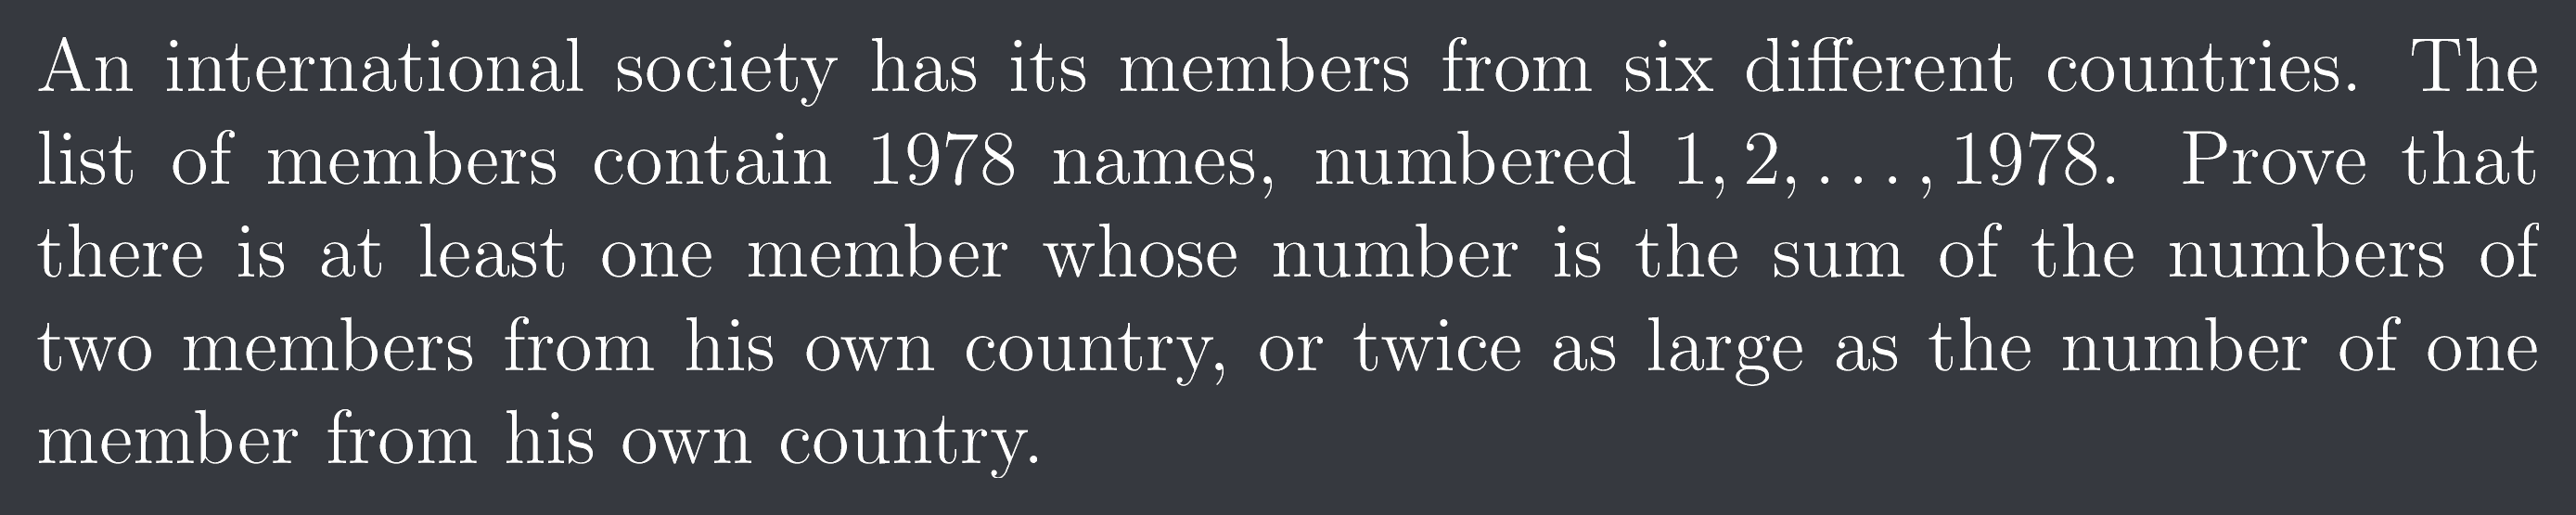 An international society has its members from six different countries. The
list of members contain 1978 names, numbered 1, 2, . . . , 1978. Prove that
there is at least one member whose number is the sum of the numbers of
two members from his own country, or twice as large as the number of one
member from his own country.